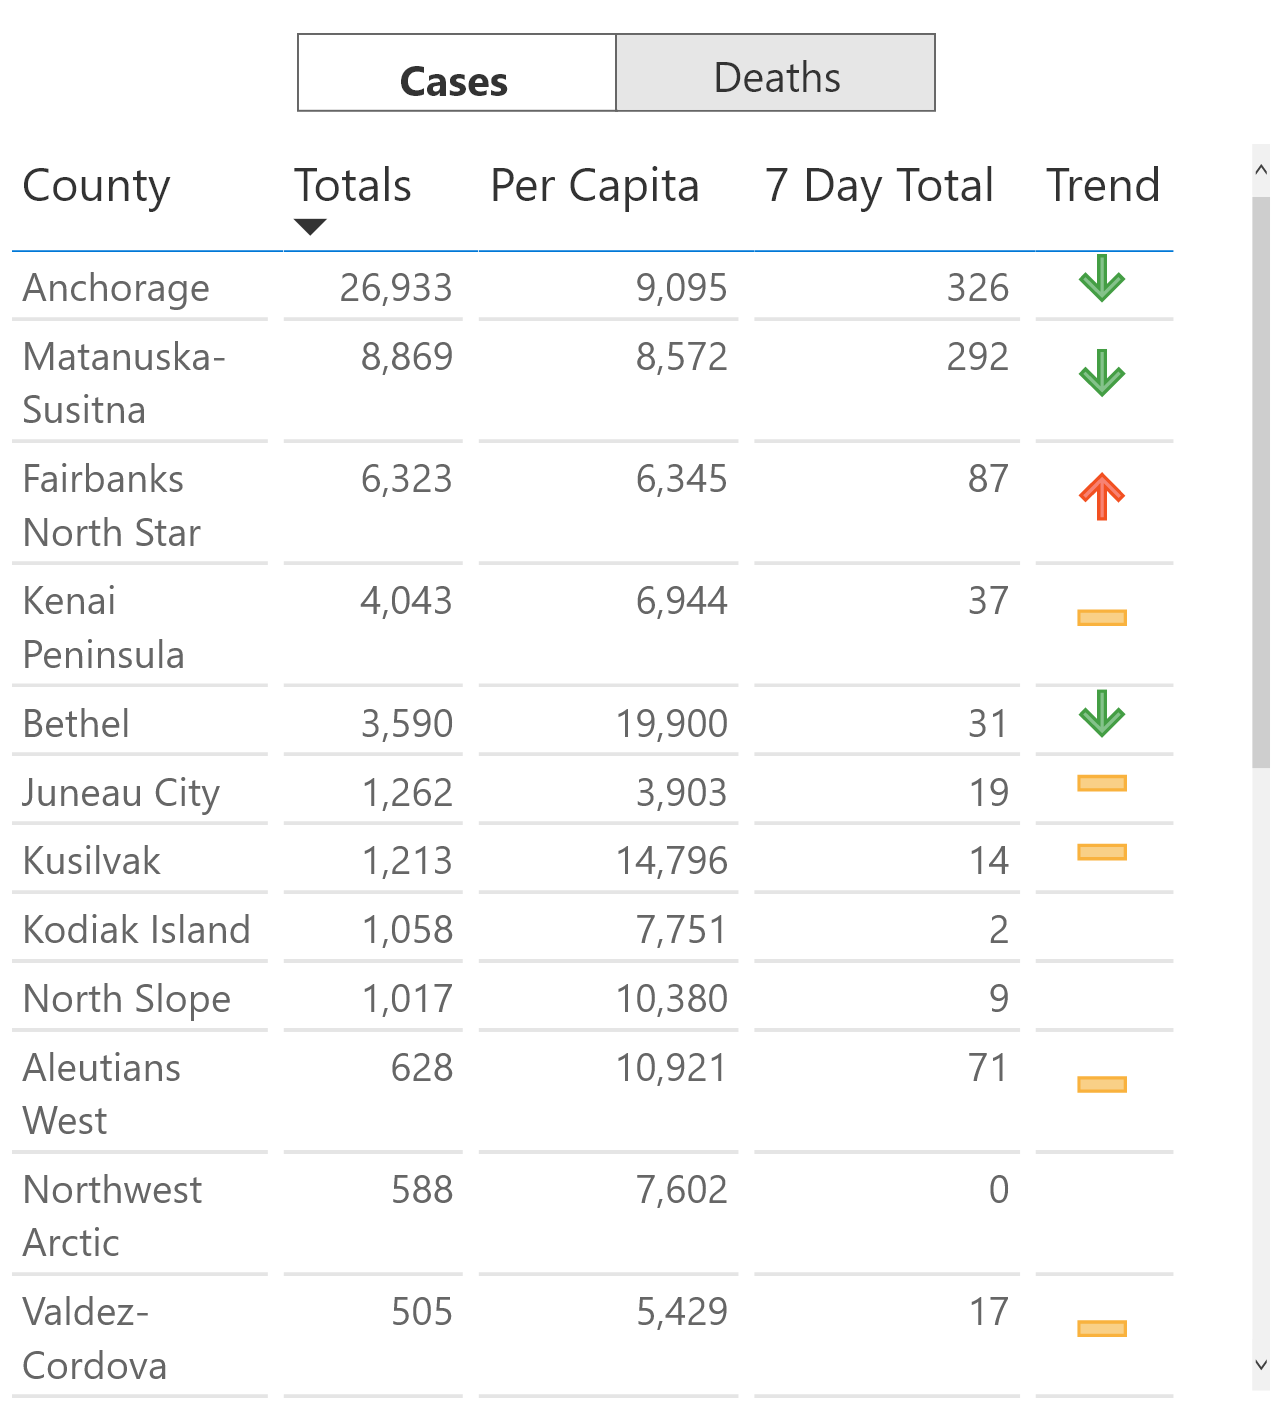 Cases Deaths
County Totals Per Capita 7 Day Total Trend
Anchorage 26,933 9,095 326
Matanuska- 8,869 8,572 292
Susitna
Fairbanks 6,323 6,345 87
North Star
Kenai 4,043 6,944 37
Peninsula
Bethel 3,590 19,900 31
Juneau City 1,262 3,903 19
Kusilvak 1,213 14,796 14
Kodiak Island 1,058 7,751 2
North Slope 1,017 10,380 9
Aleutians 628 10,921 71
West
Northwest 588 7,602 0
Arctic
Valdez- 505 5,429 17
Cordova